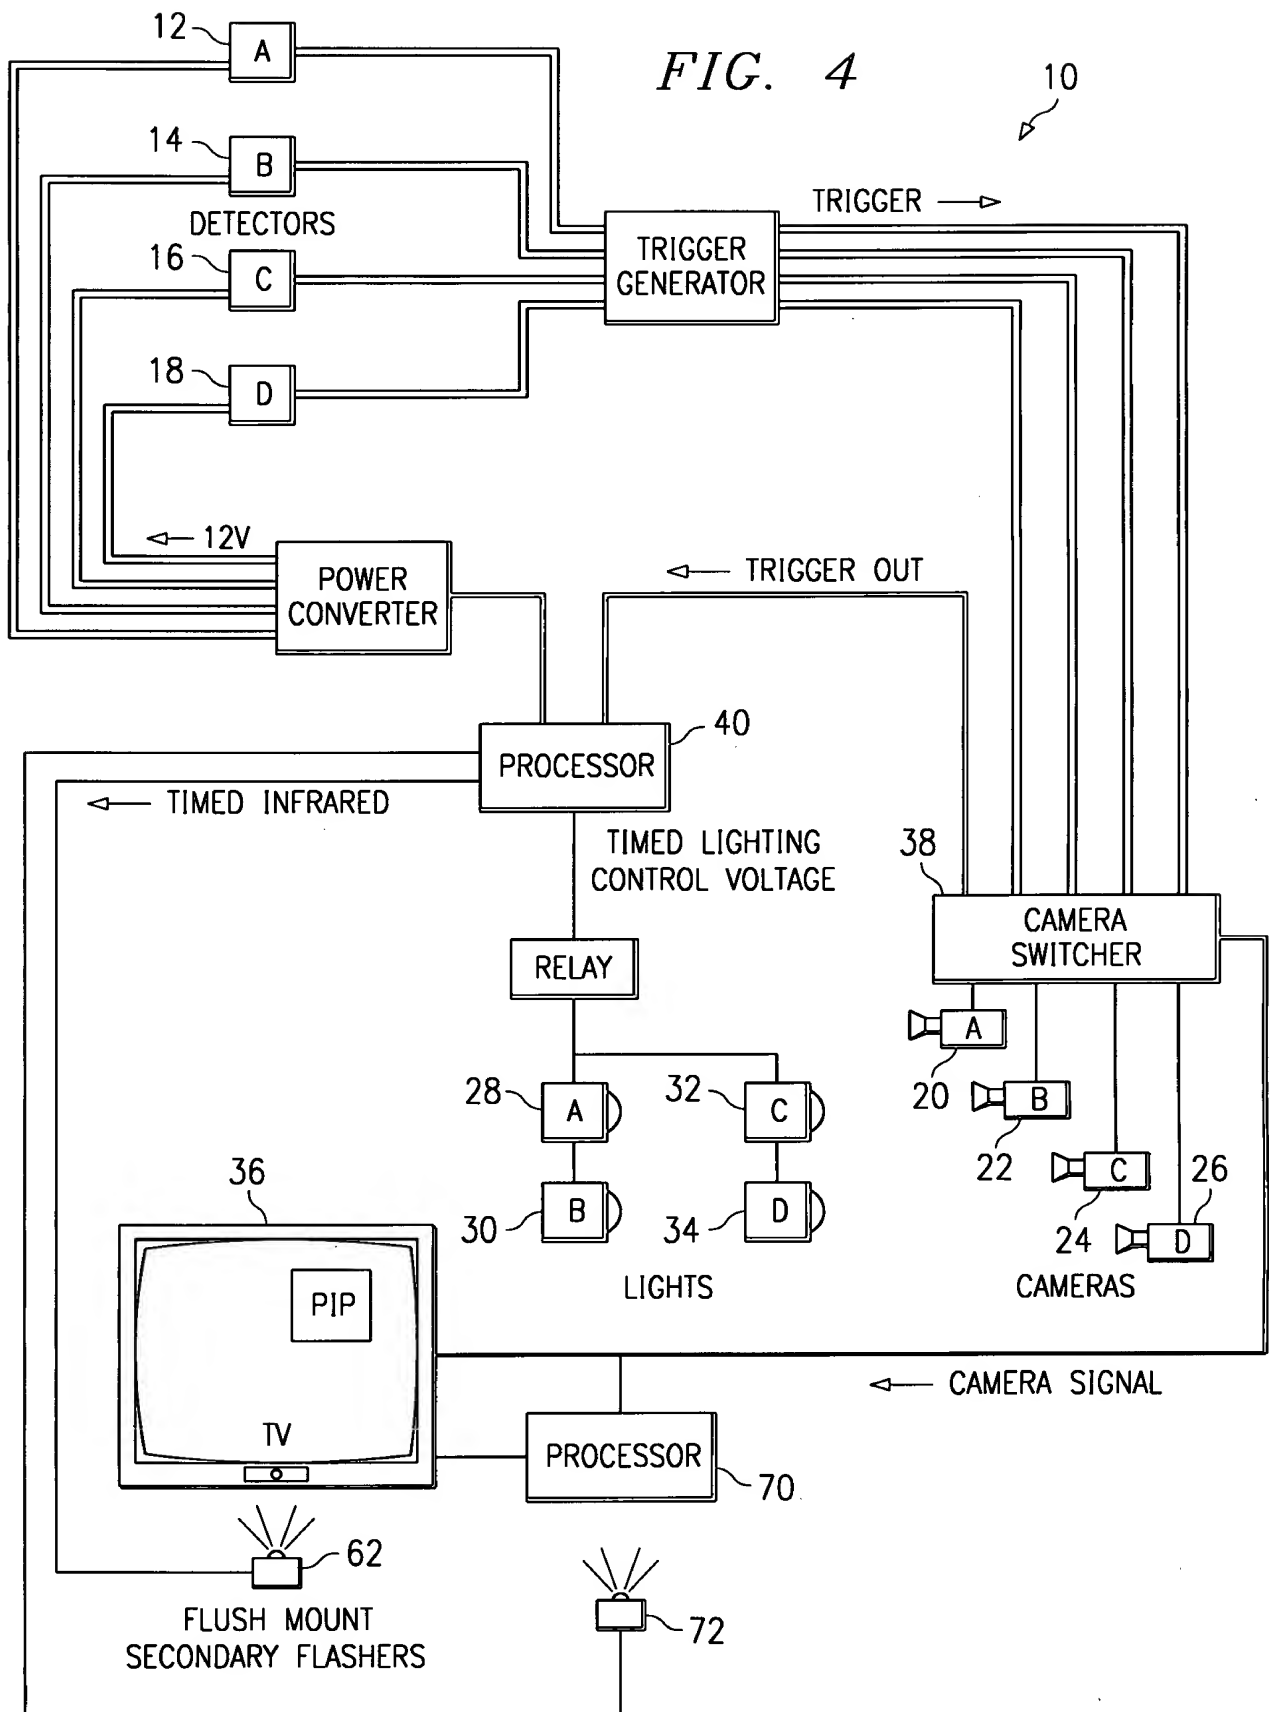 12
A
FIG. 4
10
14
B
DETECTORS
TRIGGER
16
C
TRIGGER
GENERATOR
18
D
12V
POWER
CONVERTER
TRIGGER OUT
40
PROCESSOR
TIMED INFRARED
TIMED LIGHTING
CONTROL VOLTAGE
38
CAMERA
SWITCHER
RELAY
A
20
28
A
32
C
B
22
C
24
26
D
36
30
B
34
D
LIGHTS
CAMERAS
PIP
CAMERA SIGNAL
TV
PROCESSOR
70
62
72
FLUSH MOUNT
SECONDARY FLASHERS